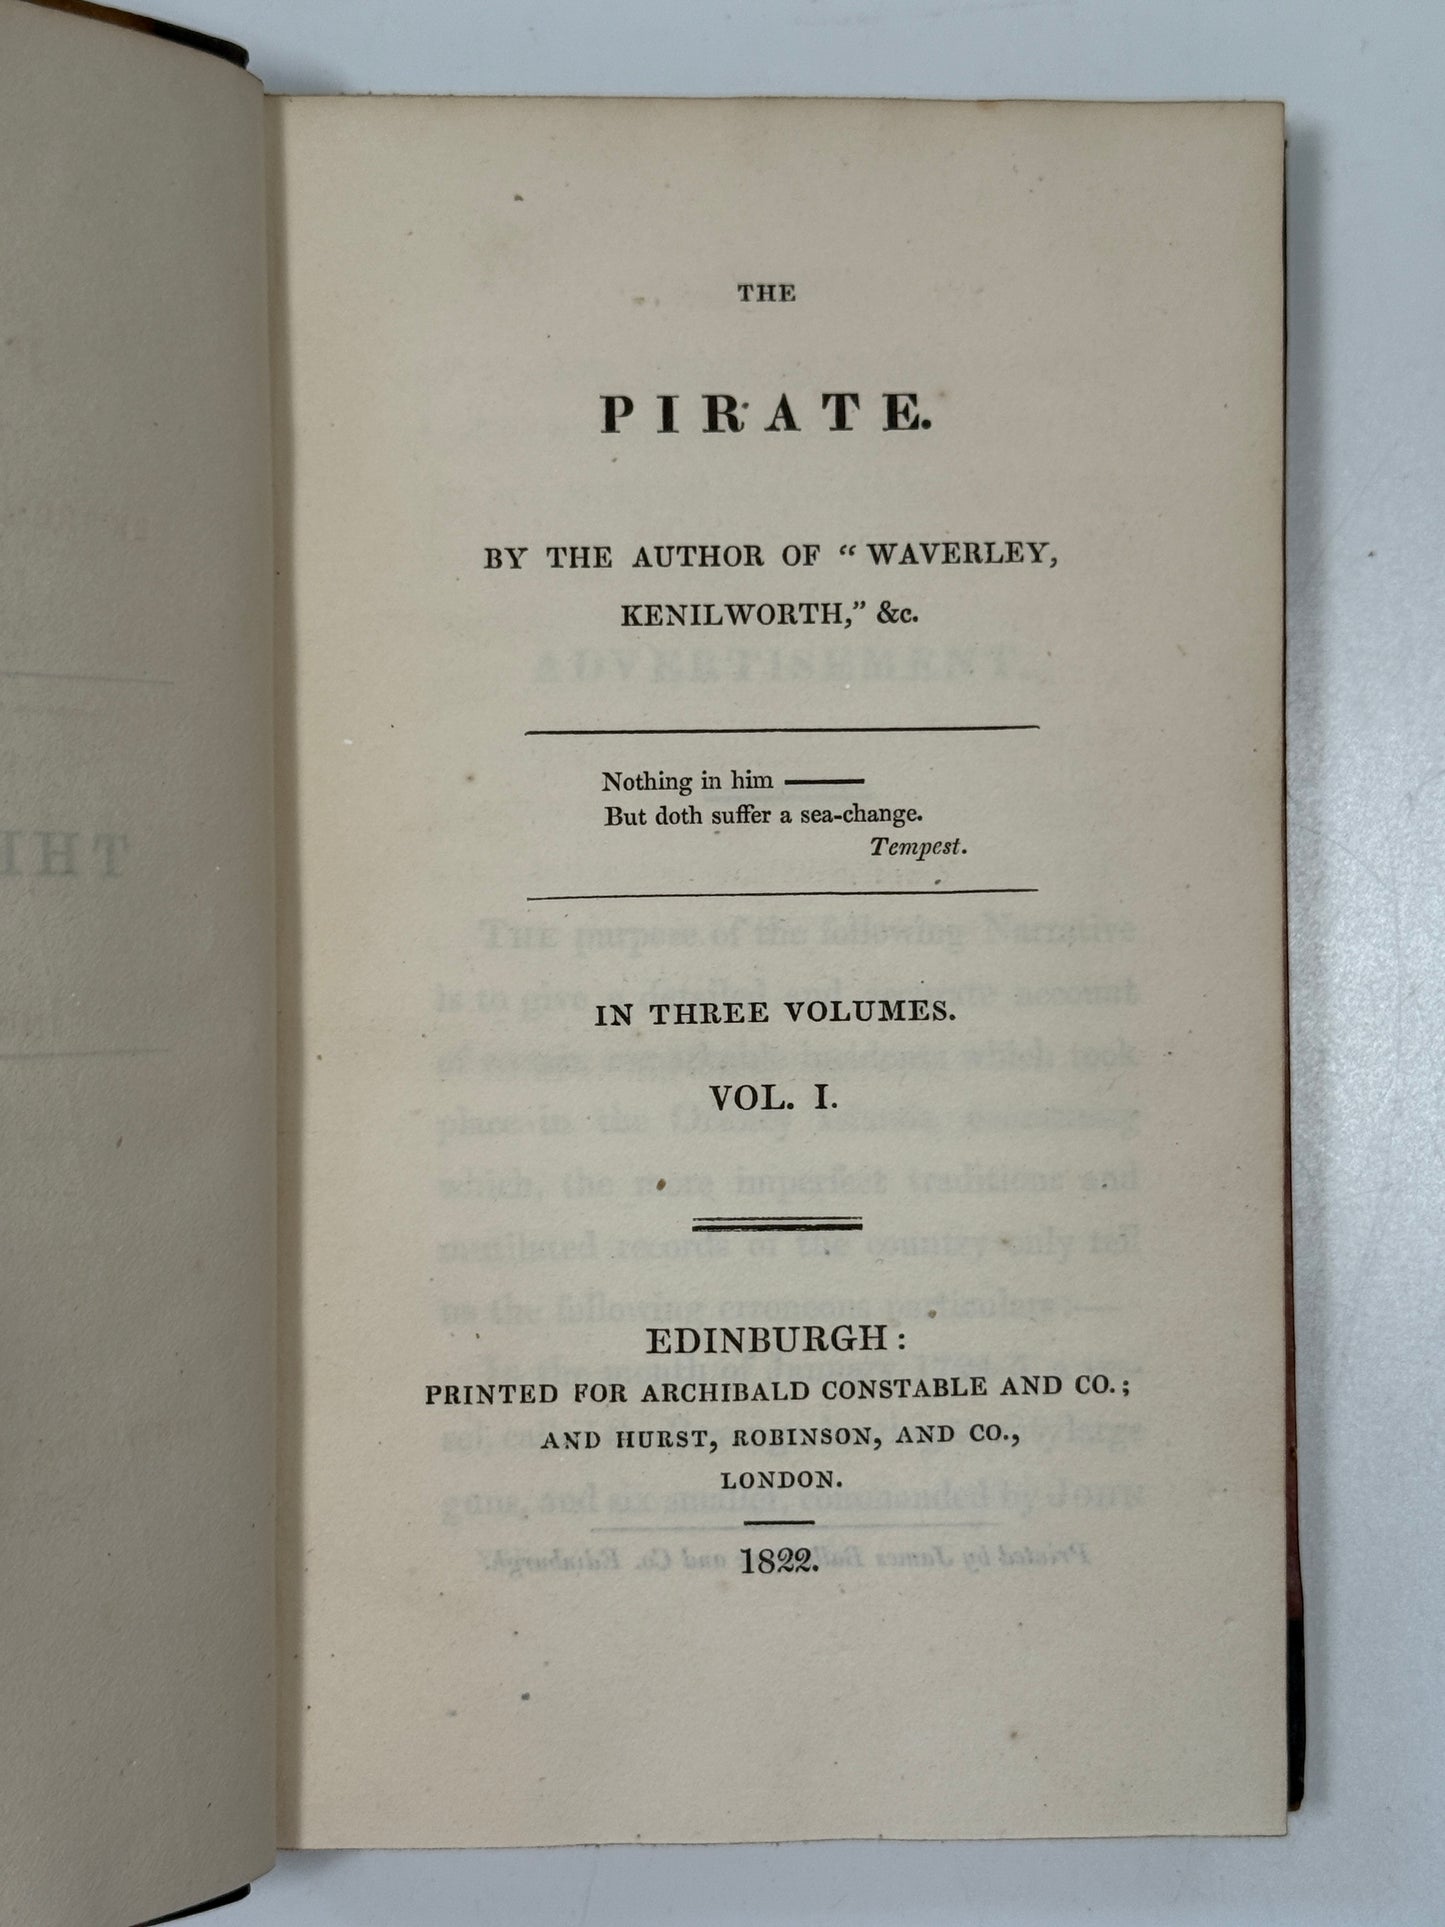 THE
PIRATE.
BY THE AUTHOR OF “WAVERLEY,
KENILWORTH,” &c.
Nothing in him ———
But doth suffer a sea-change.
Tempest.
IN THREE VOLUMES.
VOL. I.
EDINBURGH:
PRINTED FOR ARCHIBALD CONSTABLE AND CO.;
AND HURST, ROBINSON, AND CO.,
LONDON.
1822.